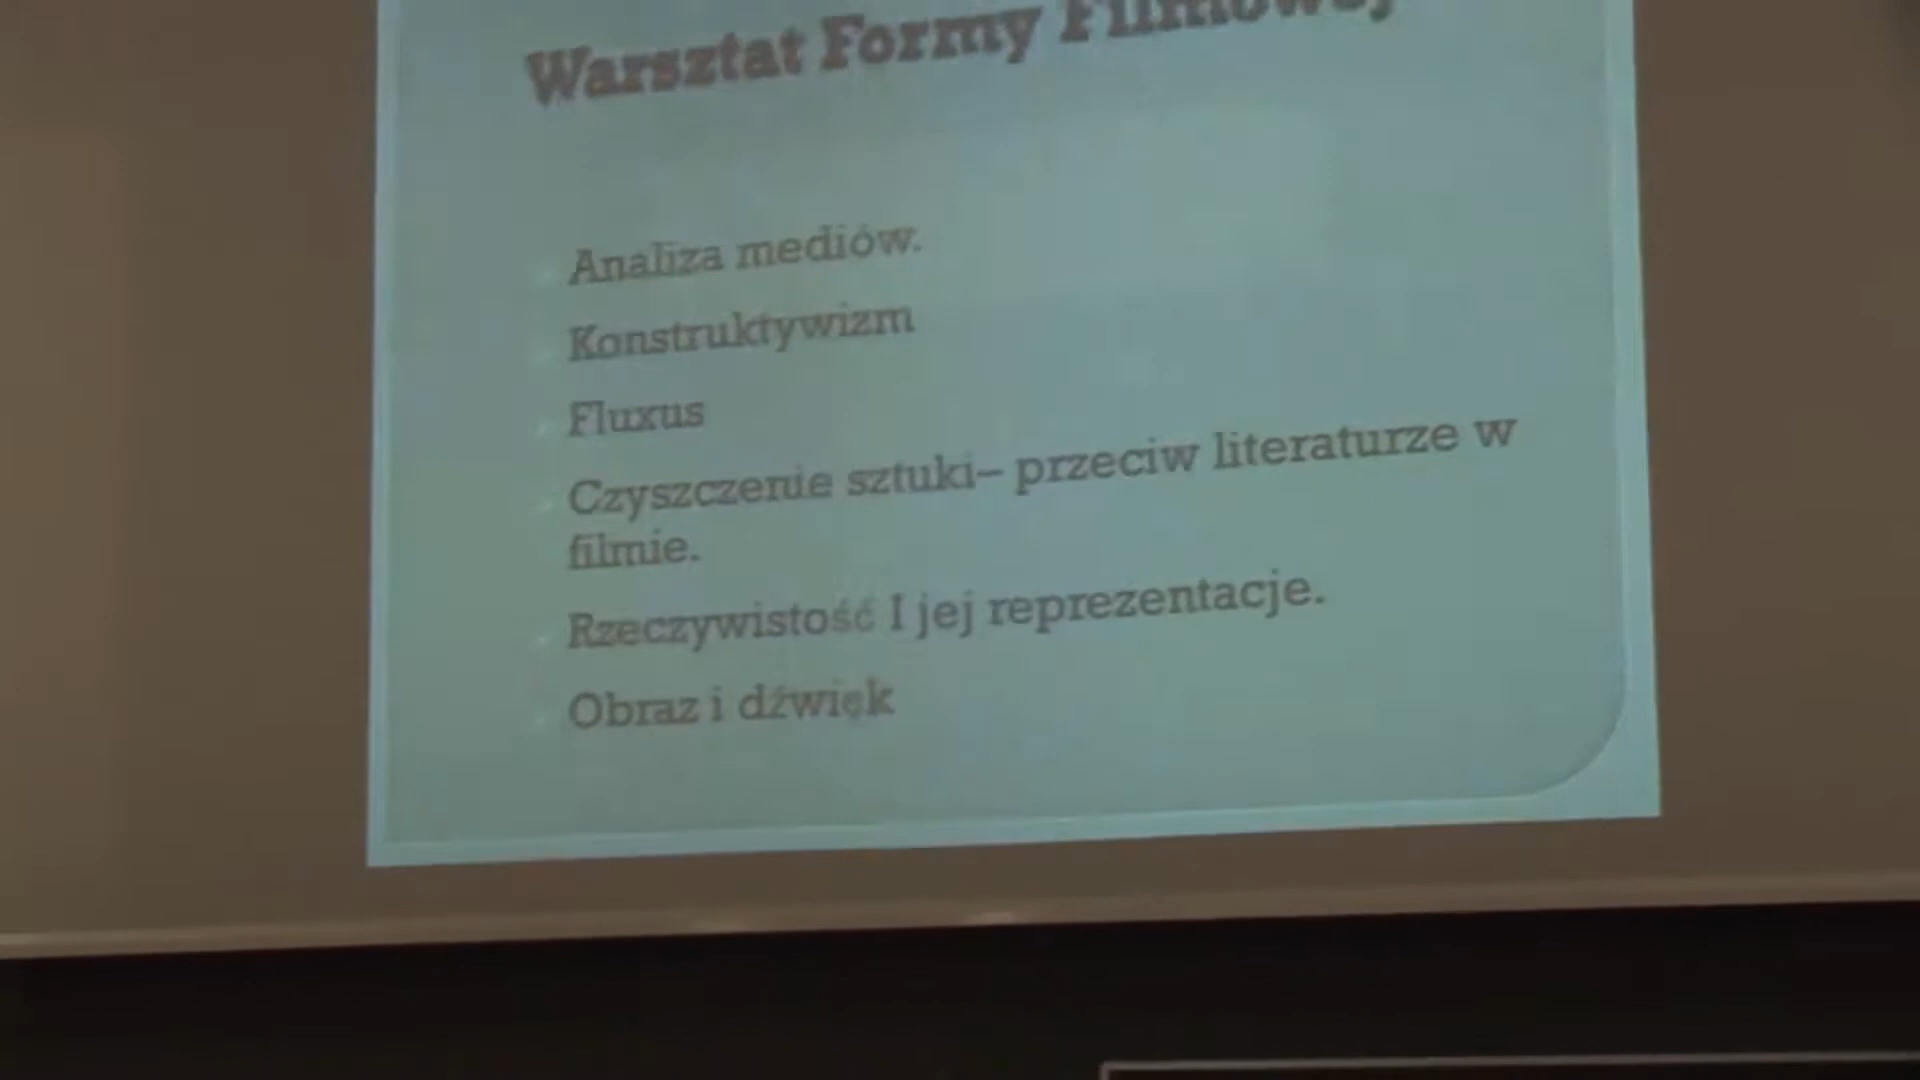 Warsztat Formy Filmowej
Analiza mediów.
Konstruktywizm
Fluxus
Czyszczenie sztuki– przeciw literaturze w
filmie.
Rzeczywistość I jej reprezentacje.
Obraz i dźwięk